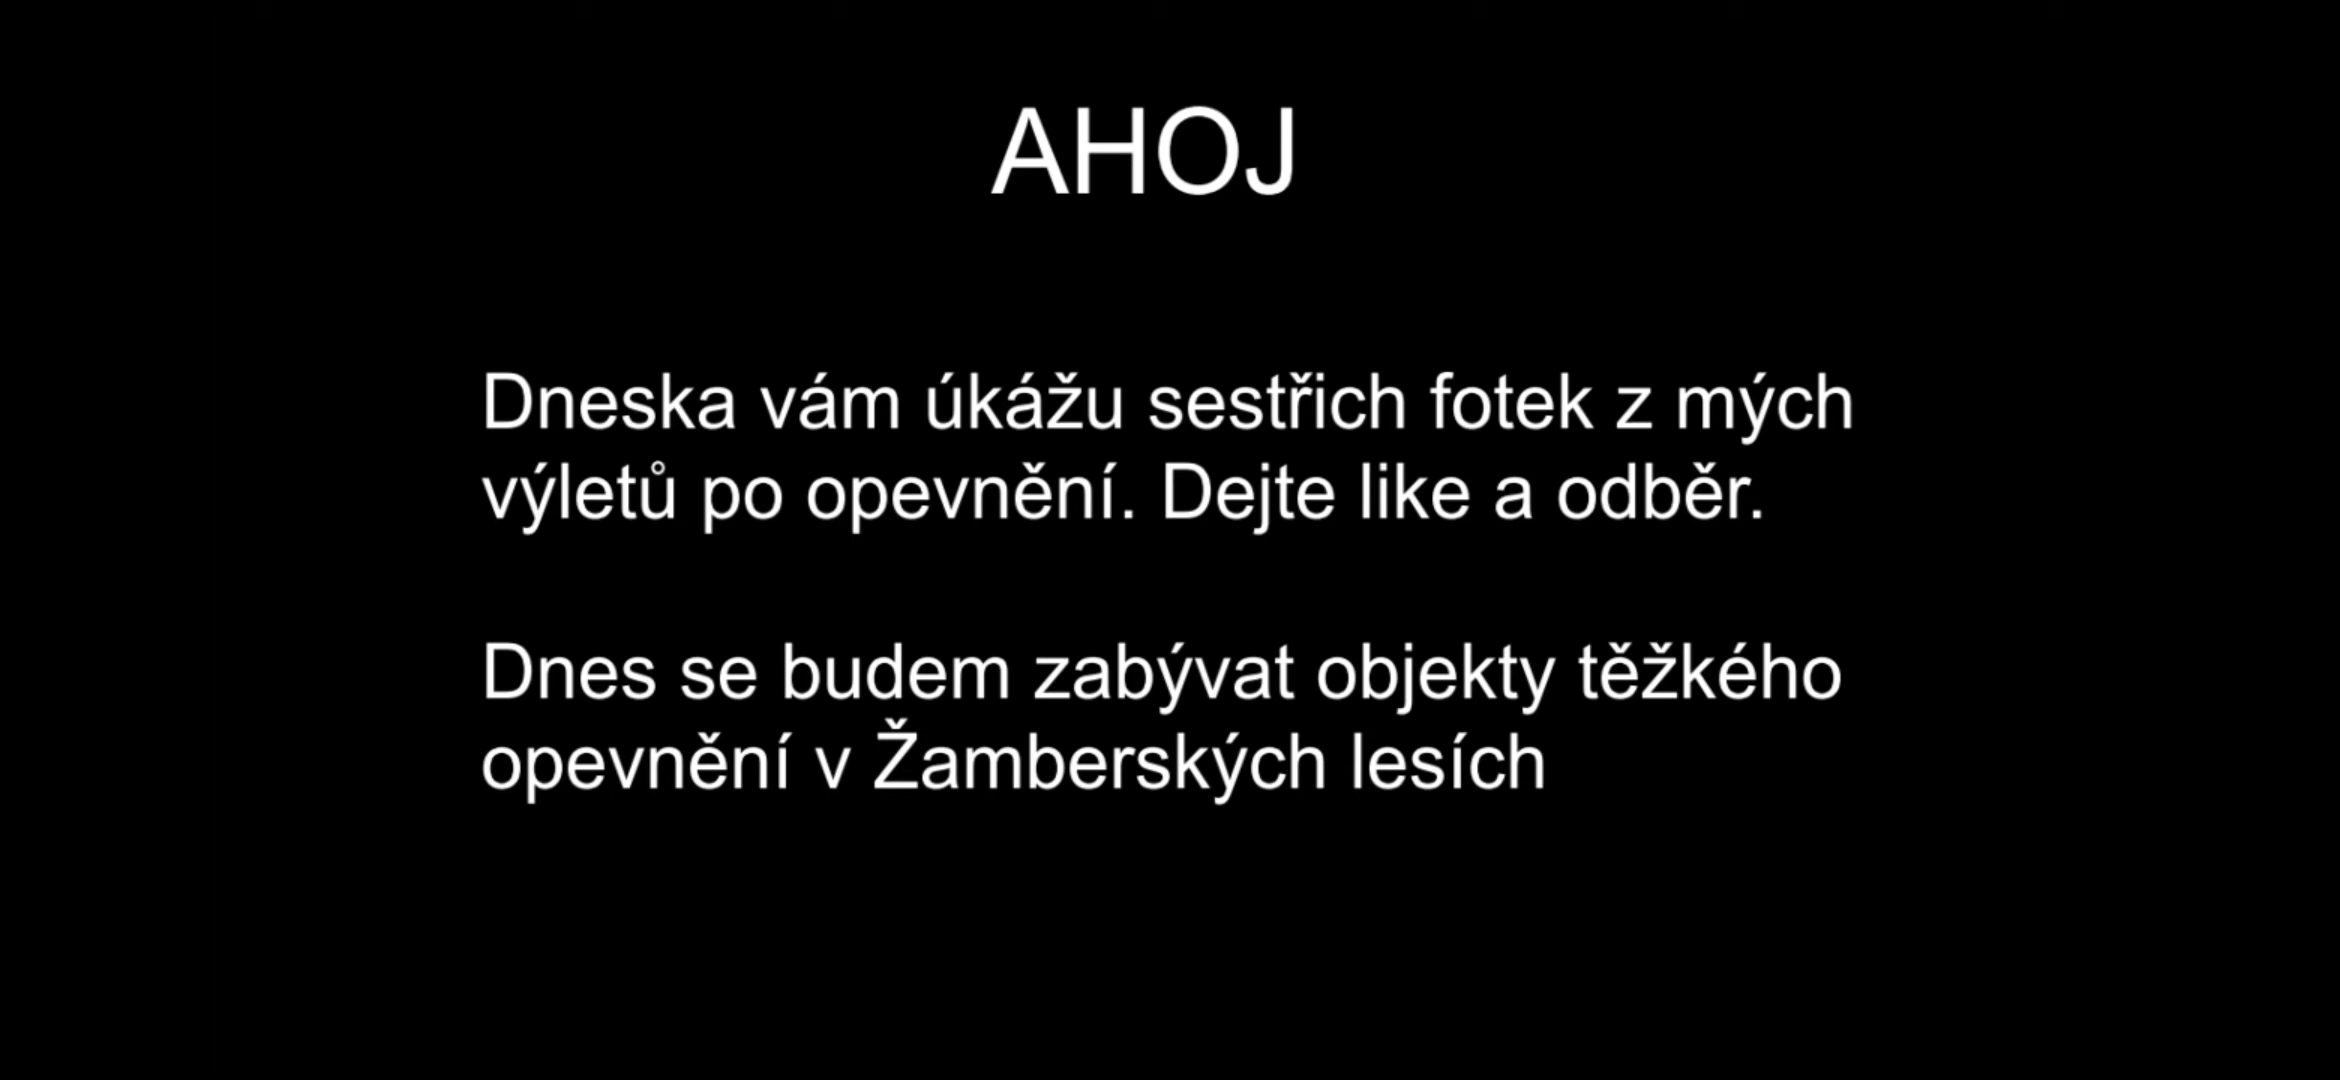 AHOJ
Dneska vám úkážu sestřich fotek z mých
výletů po opevnění. Dejte like a odběr.
Dnes se budem zabývat objekty těžkého
opevnění v Žamberských lesích